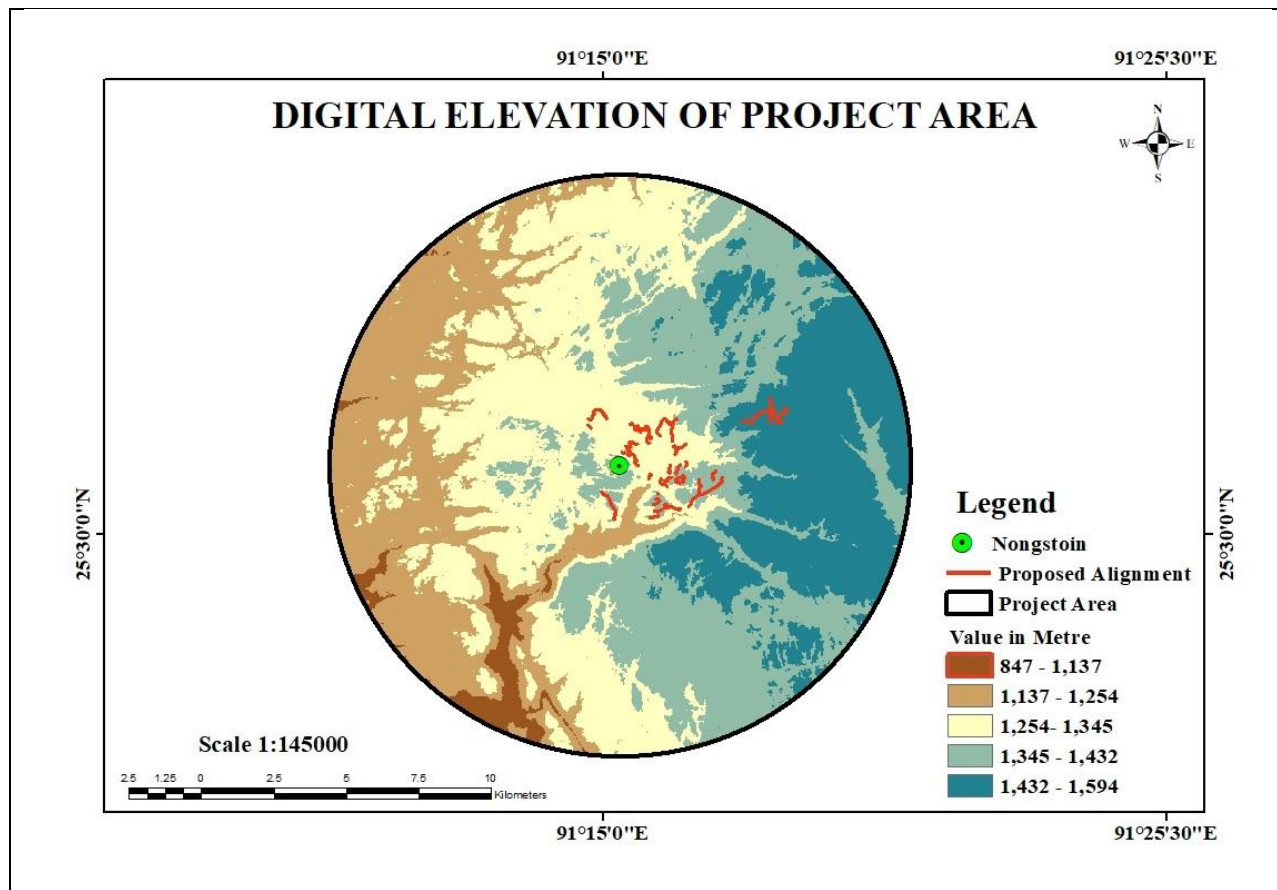 91°15'0"E
91°25'30"E
DIGITAL ELEVATION OF PROJECT AREA
N
W
E
S
25°30'0"N
25°30'0"N
Legend
Nongstoin
Proposed Alignment
Project Area
Value in Metre
847 - 1,137
1,137 - 1,254
1,254- 1,345
1,345 - 1,432
1,432 - 1,594
Scale 1:145000
2.5 1.25 0 2.5 5 7.5 10
Kilometers
91°15'0"E
91°25'30"E